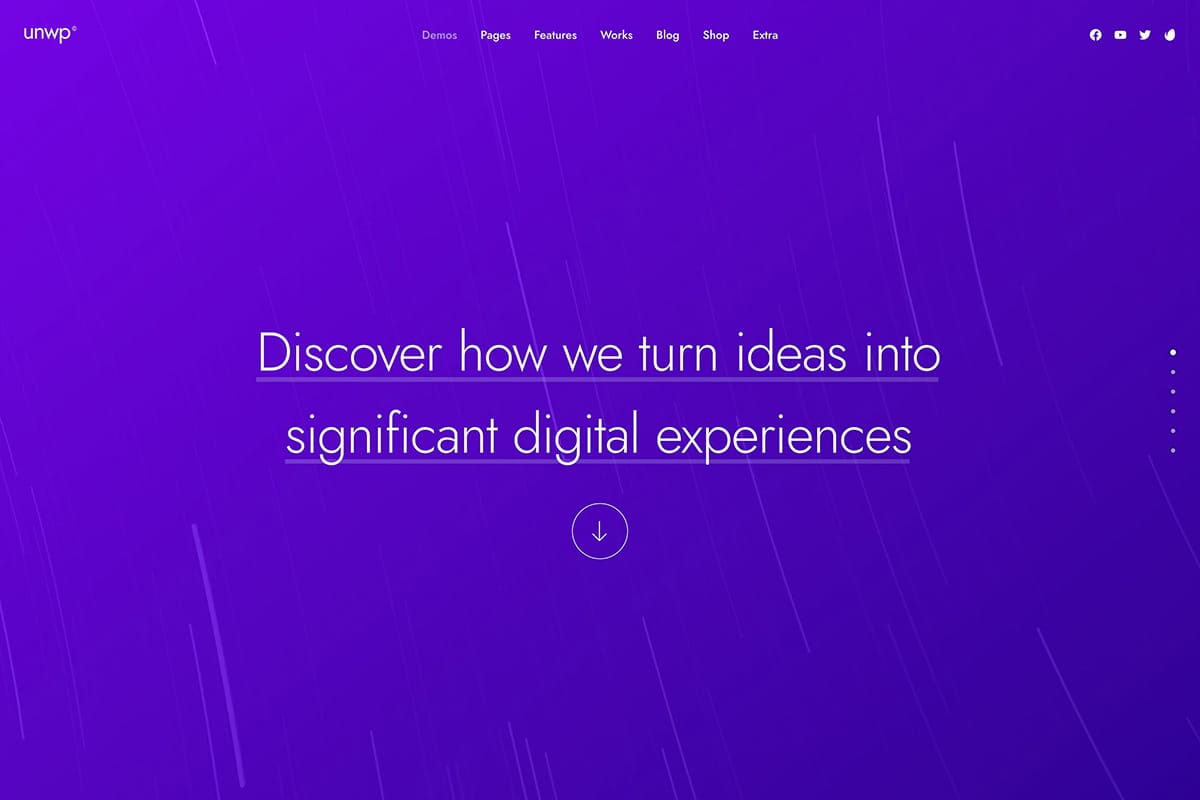 unwp©
Demos Pages Features Works Blog Shop Extra
Discover how we turn ideas into
significant digital experiences